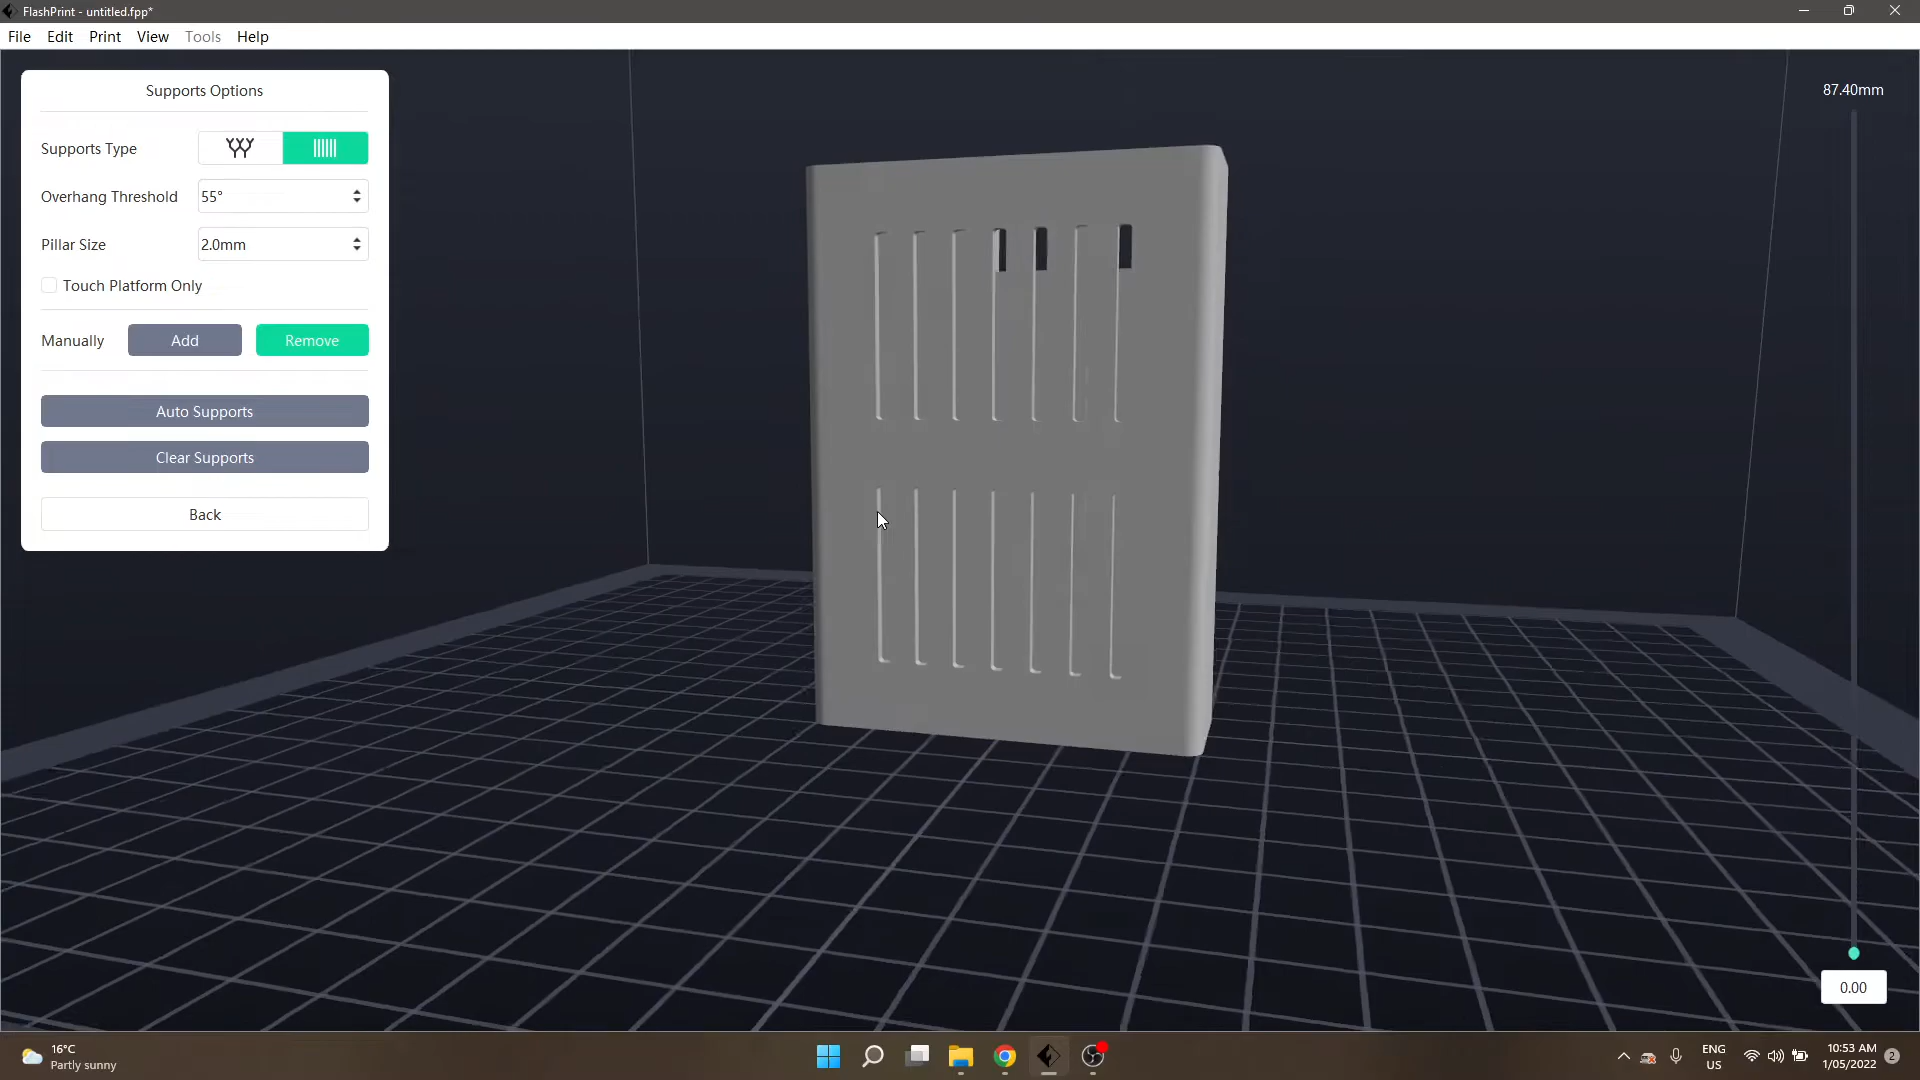 FlashPrint - untitled.fpp*
File Edit Print View Tools Help
Supports Options
Supports Type
Overhang Threshold 55°
Pillar Size 2.0mm
Touch Platform Only
Manually Add Remove
Auto Supports
Clear Supports
Back
87.40mm
0.00
16°C
Partly sunny
ENG
US
10:53 AM
1/05/2022
2